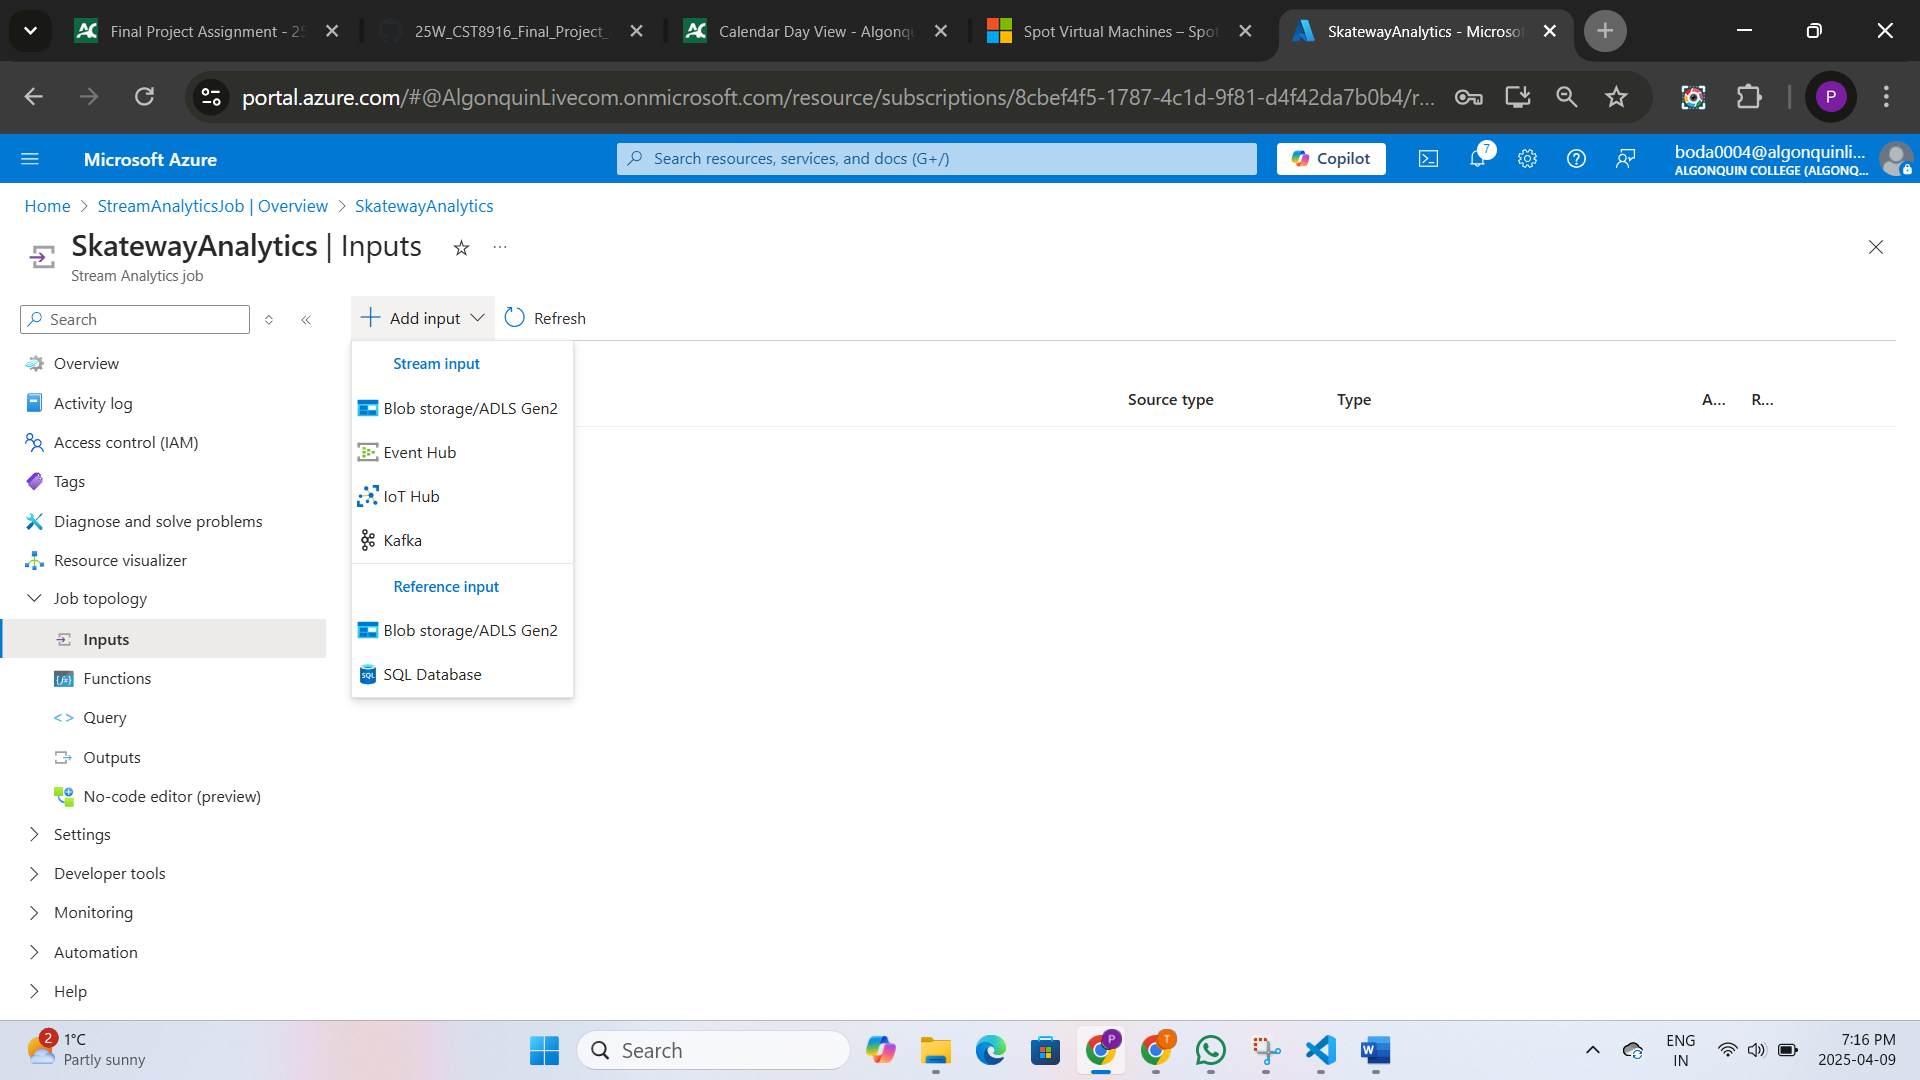 Final Project Assignment - 25
25W_CST8916_Final_Project_
Calendar Day View - Algonqu
Spot Virtual Machines – Spot
SkatewayAnalytics - Microsof
portal.azure.com/#@AlgonquinLivecom.onmicrosoft.com/resource/subscriptions/8cbef4f5-1787-4c1d-9f81-d4f42da7b0b4/r...
P
Microsoft Azure
Search resources, services, and docs (G+/)
Copilot
7
boda0004@algonquinli...
ALGONQUIN COLLEGE (ALGONQ...
Home > StreamAnalyticsJob | Overview > SkatewayAnalytics
SkatewayAnalytics | Inputs
Stream Analytics job
Search
Add input
Refresh
Overview
Activity log
Access control (IAM)
Tags
Diagnose and solve problems
Resource visualizer
Job topology
Inputs
Functions
Query
Outputs
No-code editor (preview)
Settings
Developer tools
Monitoring
Automation
Help
Stream input
Blob storage/ADLS Gen2
Event Hub
IoT Hub
Kafka
Reference input
Blob storage/ADLS Gen2
SQL Database
Source type
Type
A...
R...
2
1°C
Partly sunny
Search
P
T
ENG
IN
7:16 PM
2025-04-09